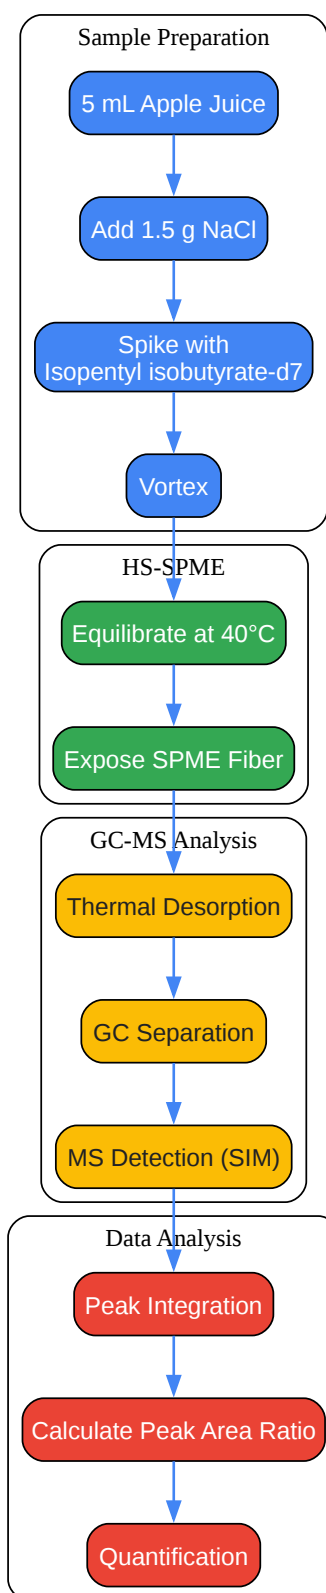 Sample Preparation
5 mL Apple Juice
Add 1.5 g NaCl
Spike with
Isopentyl isobutyrate-d7
Vortex
HS-SPME
Equilibrate at 40°C
Expose SPME Fiber
GC-MS Analysis
Thermal Desorption
GC Separation
MS Detection (SIM)
Data Analysis
Peak Integration
Calculate Peak Area Ratio
Quantification